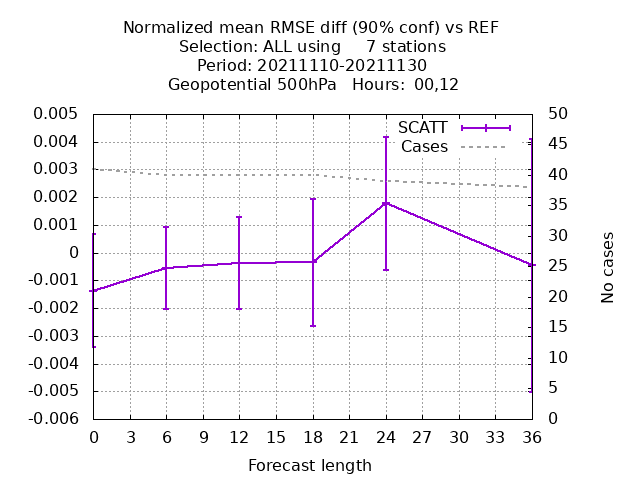 Normalized mean RMSE diff (90% conf) vs REF
Selection: ALL using     7 stations
Period: 20211110-20211130
Geopotential 500hPa   Hours:  00,12
0.005
0.004
0.003
0.002
0.001
0
-0.001
-0.002
-0.003
-0.004
-0.005
-0.006
SCATT
Cases
50
45
40
35
30
25
20
15
10
5
0
No cases
0 3 6 9 12 15 18 21 24 27 30 33 36
Forecast length